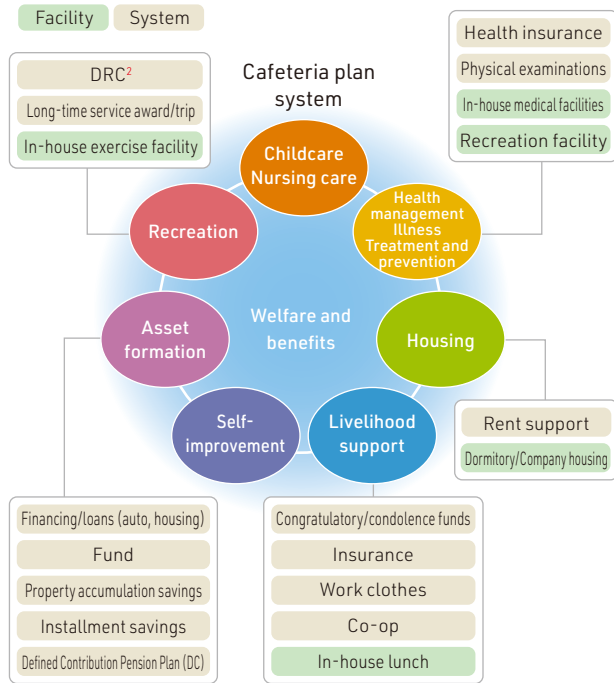 Facility
System
DRC2
Long-time service award/trip
In-house exercise facility
Cafeteria plan
system
Health insurance
Physical examinations
In-house medical facilities
Recreation facility
Childcare
Nursing care
Health
management
Illness
Treatment and
prevention
Recreation
Asset
formation
Welfare and
benefits
Housing
Self-
improvement
Livelihood
support
Rent support
Dormitory/Company housing
Financing/loans (auto, housing)
Fund
Property accumulation savings
Installment savings
Defined Contribution Pension Plan (DC)
Congratulatory/condolence funds
Insurance
Work clothes
Co-op
In-house lunch